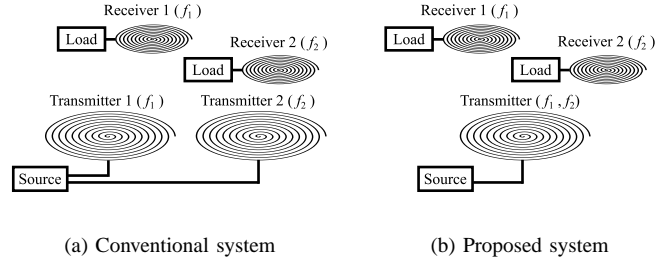 Receiver 1 (f1)
Load
Receiver 2 (f2)
Load
Transmitter 1 (f1)
Transmitter 2 (f2)
Source
(a) Conventional system
Receiver 1 (f1)
Load
Receiver 2 (f2)
Load
Transmitter (f1 , f2)
Source
(b) Proposed system